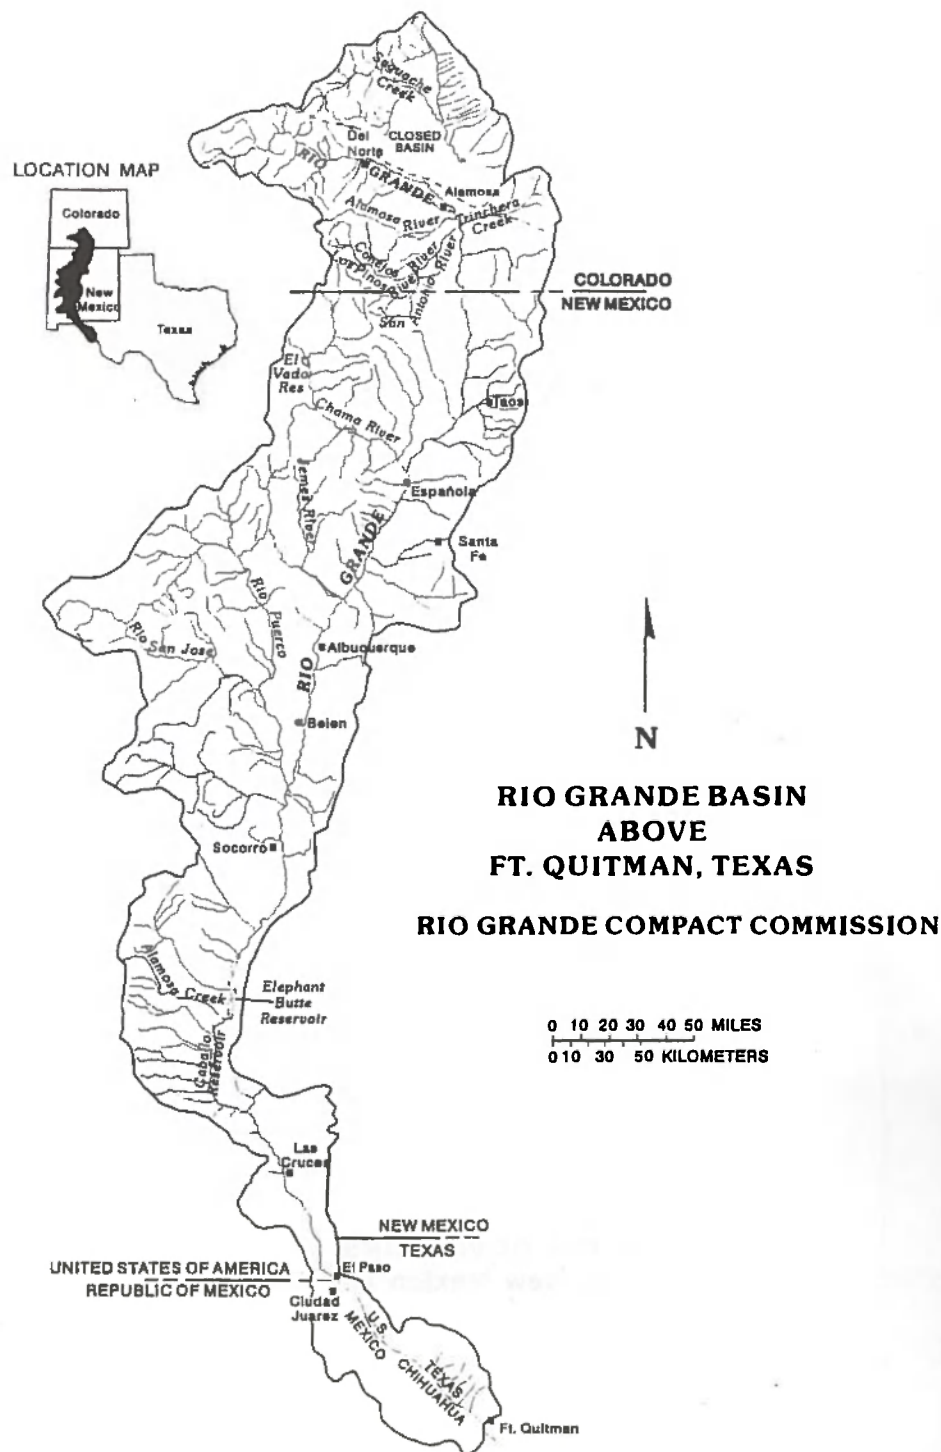 Saguache
Creek
Del
Norte
CLOSED
BASIN
RIO
GRANDE
Alamosa
Alamosa River
Trinchera
Creek
Conejos River
Los Pinos River
San
Antonio River
LOCATION MAP
Colorado
New
Mexico
Texas
COLORADO
NEW MEXICO
El
Vado
Res
Taos
Chama River
Jemez River
Española
GRANDE
Santa
Fe
Rio
Puerco
Rio
San Jose
Albuquerque
RIO
Belen
N
RIO GRANDE BASIN
ABOVE
FT. QUITMAN, TEXAS
RIO GRANDE COMPACT COMMISSION
Socorro
Alamosa
Creek
Elephant
Butte
Reservoir
Caballo
Reservoir
0 10 20 30 40 50 MILES
0 10 30 50 KILOMETERS
Las
Cruces
NEW MEXICO
TEXAS
UNITED STATES OF AMERICA
REPUBLIC OF MEXICO
El Paso
Ciudad
Juarez
U.S.
MEXICO
TEXAS
CHIHUAHUA
Ft. Quitman